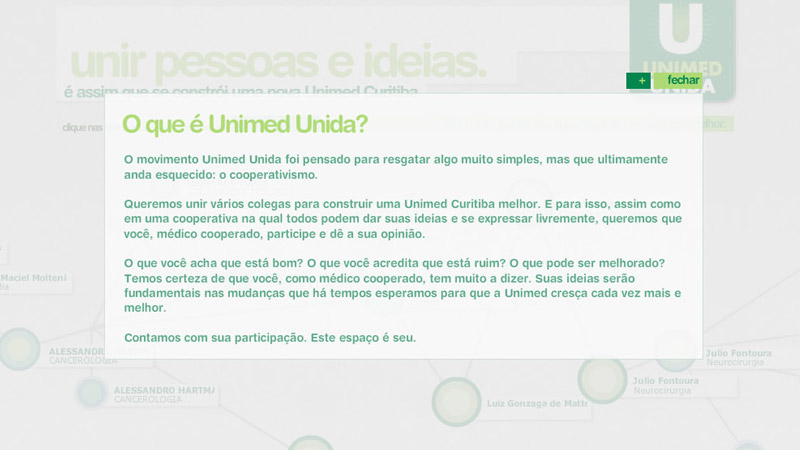 unir pessoas e ideias.
é assim que se constrói uma nova Unimed Curitiba
U
UNIMED
UNIDA
+ fechar
clique nas
melhor.
O que é Unimed Unida?
O movimento Unimed Unida foi pensado para resgatar algo muito simples, mas que ultimamente
anda esquecido: o cooperativismo.
Queremos unir vários colegas para construir uma Unimed Curitiba melhor. E para isso, assim como
em uma cooperativa na qual todos podem dar suas ideias e se expressar livremente, queremos que
você, médico cooperado, participe e dê a sua opinião.
O que você acha que está bom? O que você acredita que está ruim? O que pode ser melhorado?
Temos certeza de que você, como médico cooperado, tem muito a dizer. Suas ideias serão
fundamentais nas mudanças que há tempos esperamos para que a Unimed cresça cada vez mais e
melhor.
Contamos com sua participação. Este espaço é seu.
Maciel Molteni
ALESSANDR
CANCEROLOGIA
ALESSANDRO HARTMA
CANCEROLOGIA
Luiz Gonzaga de Matt
Julio Fontoura
Neurocirurgia
Julio Fontoura
Neurocirurgia